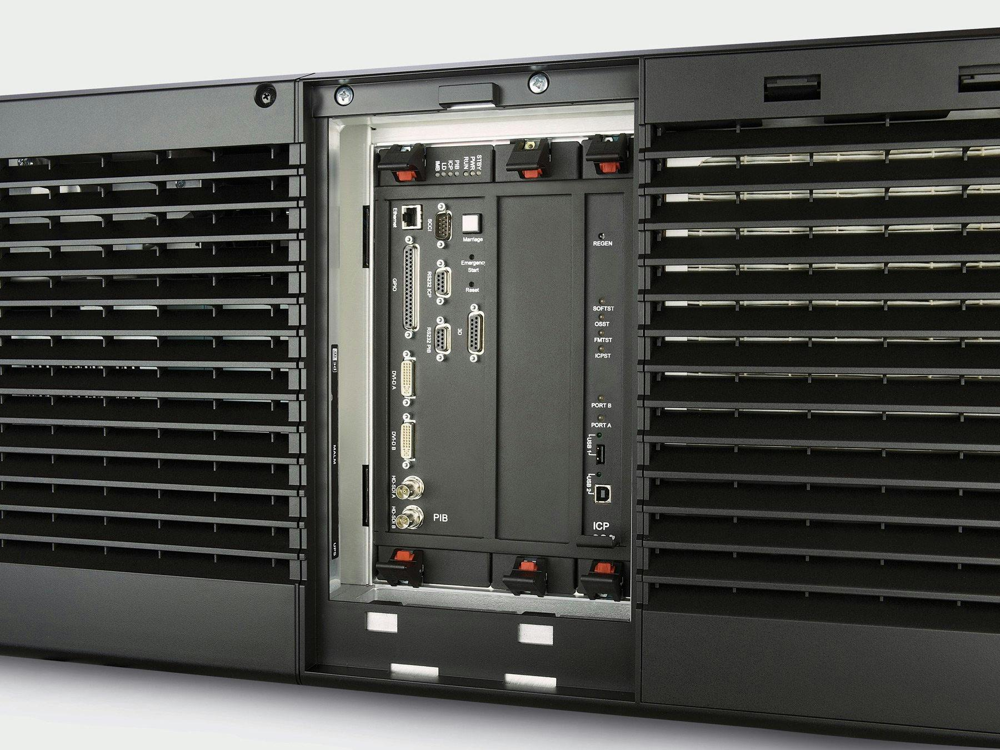 STBY
PWR
RUN
PIB
ICP
LD
IMB
Ethernet
SCCI
Marriage
Emergenc
Start
Reset
GPIO
RS232 ICP
RS232 PIB
3D
DVI-D A
DVI-D B
HD-SDI A
HD-SDI B
PIB
REGEN
SOFTST
OSST
FMTST
ICPST
PORT B
PORT A
USB 1
USB 2
ICP
MALM
UPS